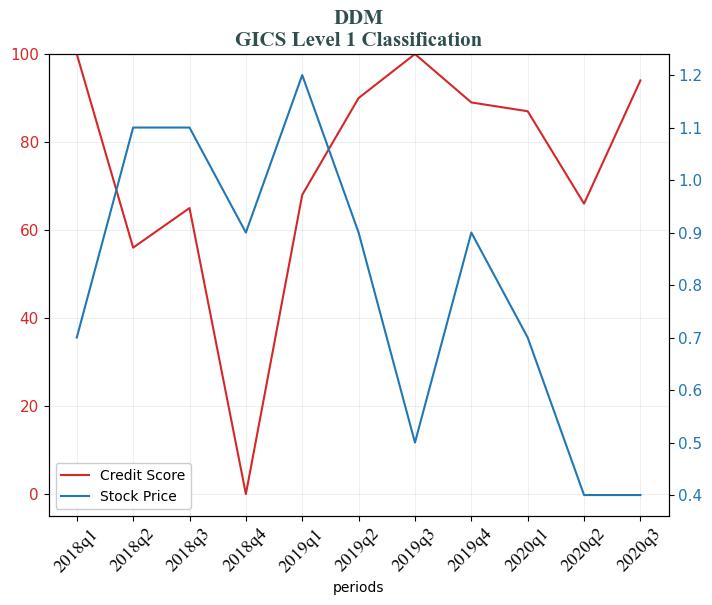 DDM
GICS Level 1 Classification
100
80
60
40
20
0
1.2
1.1
1.0
0.9
0.8
0.7
0.6
0.5
0.4
Credit Score
Stock Price
2018q1
2018q2
2018q3
2018q4
2019q1
2019q2
2019q3
2019q4
2020q1
2020q2
2020q3
periods